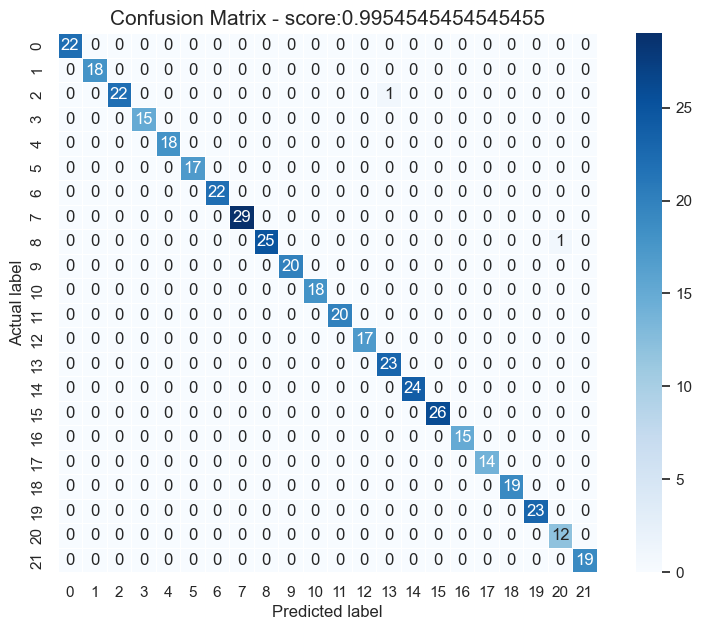 Confusion Matrix - score:0.9954545454545455
0 22 0 0 0 0 0 0 0 0 0 0 0 0 0 0 0 0 0 0 0 0 0
1 0 18 0 0 0 0 0 0 0 0 0 0 0 0 0 0 0 0 0 0 0 0
2 0 0 22 0 0 0 0 0 0 0 0 0 0 1 0 0 0 0 0 0 0 0
3 0 0 0 15 0 0 0 0 0 0 0 0 0 0 0 0 0 0 0 0 0 0
4 0 0 0 0 18 0 0 0 0 0 0 0 0 0 0 0 0 0 0 0 0 0
5 0 0 0 0 0 17 0 0 0 0 0 0 0 0 0 0 0 0 0 0 0 0
6 0 0 0 0 0 0 22 0 0 0 0 0 0 0 0 0 0 0 0 0 0 0
7 0 0 0 0 0 0 0 29 0 0 0 0 0 0 0 0 0 0 0 0 0 0
8 0 0 0 0 0 0 0 0 25 0 0 0 0 0 0 0 0 0 0 0 1 0
9 0 0 0 0 0 0 0 0 0 20 0 0 0 0 0 0 0 0 0 0 0 0
10 0 0 0 0 0 0 0 0 0 0 18 0 0 0 0 0 0 0 0 0 0 0
11 0 0 0 0 0 0 0 0 0 0 0 20 0 0 0 0 0 0 0 0 0 0
12 0 0 0 0 0 0 0 0 0 0 0 0 17 0 0 0 0 0 0 0 0 0
13 0 0 0 0 0 0 0 0 0 0 0 0 0 23 0 0 0 0 0 0 0 0
14 0 0 0 0 0 0 0 0 0 0 0 0 0 0 24 0 0 0 0 0 0 0
15 0 0 0 0 0 0 0 0 0 0 0 0 0 0 0 26 0 0 0 0 0 0
16 0 0 0 0 0 0 0 0 0 0 0 0 0 0 0 0 15 0 0 0 0 0
17 0 0 0 0 0 0 0 0 0 0 0 0 0 0 0 0 0 14 0 0 0 0
18 0 0 0 0 0 0 0 0 0 0 0 0 0 0 0 0 0 0 19 0 0 0
19 0 0 0 0 0 0 0 0 0 0 0 0 0 0 0 0 0 0 0 23 0 0
20 0 0 0 0 0 0 0 0 0 0 0 0 0 0 0 0 0 0 0 0 12 0
21 0 0 0 0 0 0 0 0 0 0 0 0 0 0 0 0 0 0 0 0 0 19
0 1 2 3 4 5 6 7 8 9 10 11 12 13 14 15 16 17 18 19 20 21
Predicted label
Actual label
25
20
15
10
5
0